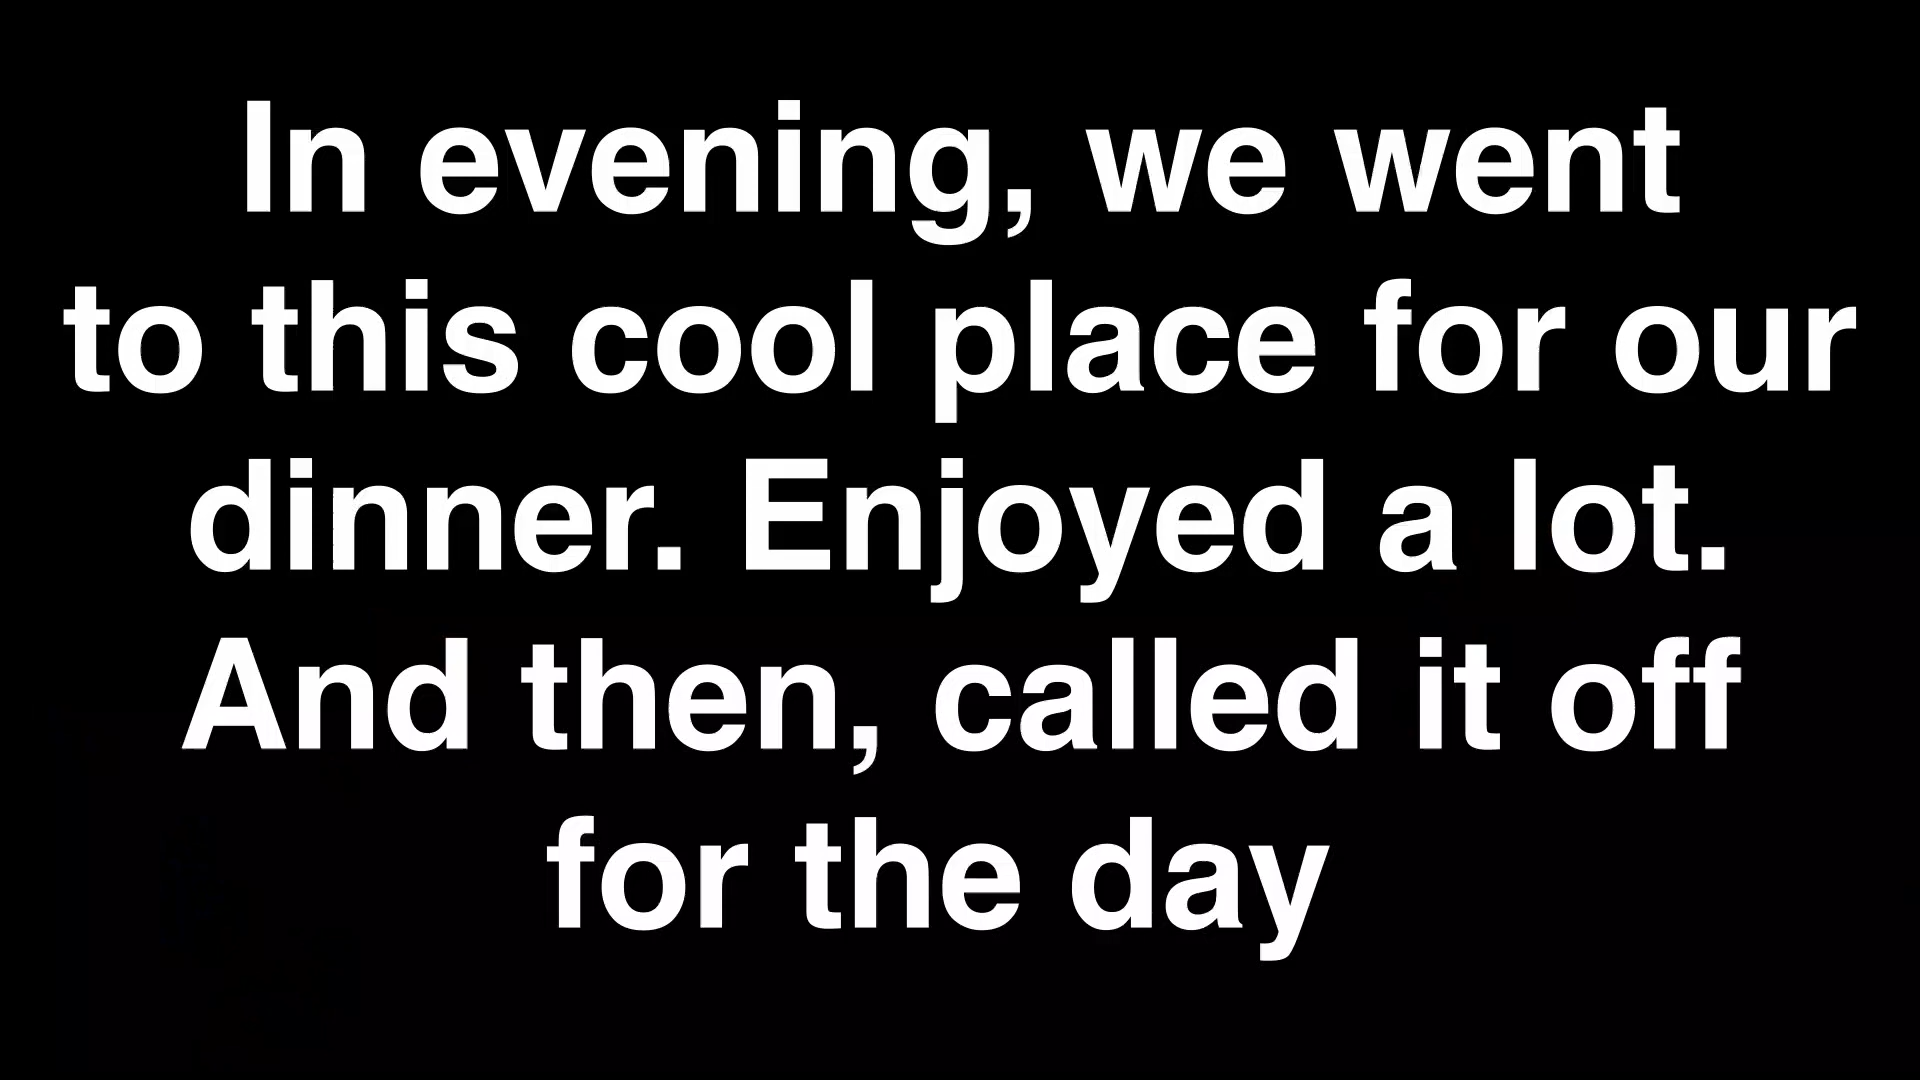 In evening, we went
to this cool place for our
dinner. Enjoyed a lot.
And then, called it off
for the day